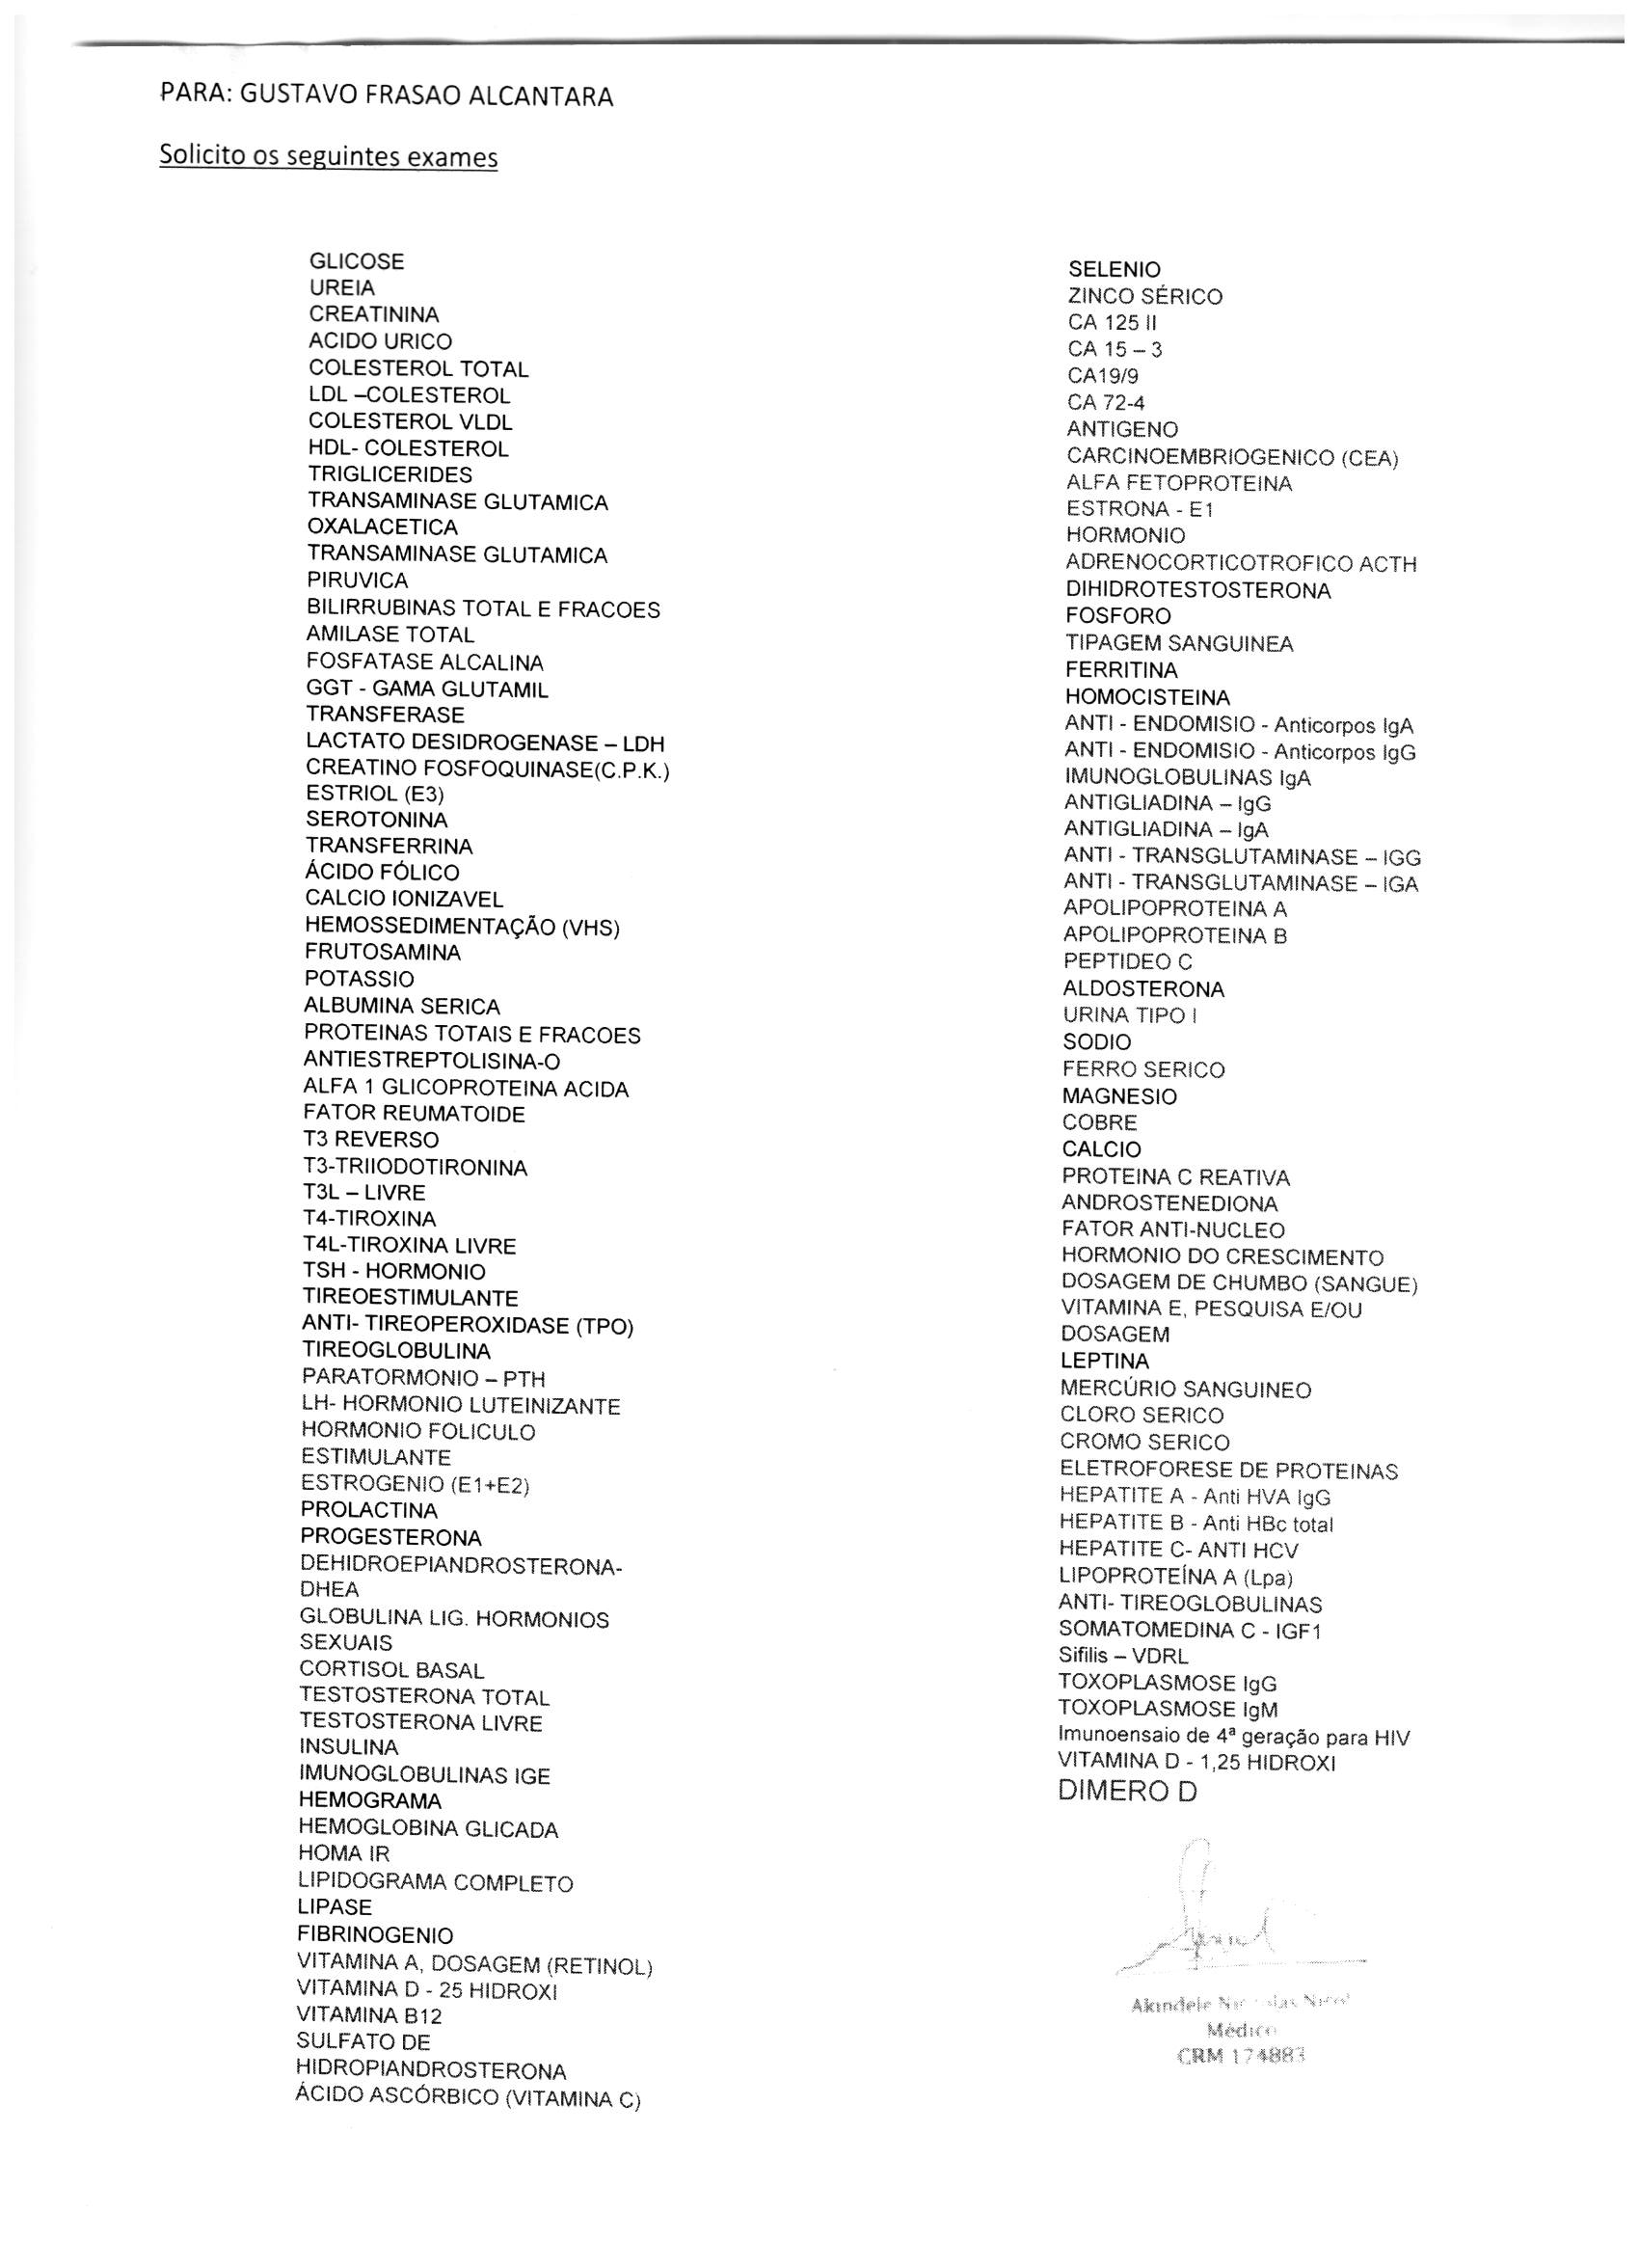 PARA: GUSTAVO FRASAO ALCANTARA
Solicito os seguintes exames
GLICOSE
UREIA
CREATININA
ACIDO URICO
COLESTEROL TOTAL
LDL –COLESTEROL
COLESTEROL VLDL
HDL- COLESTEROL
TRIGLICERIDES
TRANSAMINASE GLUTAMICA
OXALACETICA
TRANSAMINASE GLUTAMICA
PIRUVICA
BILIRRUBINAS TOTAL E FRACOES
AMILASE TOTAL
FOSFATASE ALCALINA
GGT - GAMA GLUTAMIL
TRANSFERASE
LACTATO DESIDROGENASE – LDH
CREATINO FOSFOQUINASE(C.P.K.)
ESTRIOL (E3)
SEROTONINA
TRANSFERRINA
ÁCIDO FÓLICO
CALCIO IONIZAVEL
HEMOSSEDIMENTAÇÃO (VHS)
FRUTOSAMINA
POTASSIO
ALBUMINA SERICA
PROTEINAS TOTAIS E FRACOES
ANTIESTREPTOLISINA-O
ALFA 1 GLICOPROTEINA ACIDA
FATOR REUMATOIDE
T3 REVERSO
T3-TRIIODOTIRONINA
T3L – LIVRE
T4-TIROXINA
T4L-TIROXINA LIVRE
TSH - HORMONIO
TIREOESTIMULANTE
ANTI- TIREOPEROXIDASE (TPO)
TIREOGLOBULINA
PARATORMONIO – PTH
LH- HORMONIO LUTEINIZANTE
HORMONIO FOLICULO
ESTIMULANTE
ESTROGENIO (E1+E2)
PROLACTINA
PROGESTERONA
DEHIDROEPIANDROSTERONA-
DHEA
GLOBULINA LIG. HORMONIOS
SEXUAIS
CORTISOL BASAL
TESTOSTERONA TOTAL
TESTOSTERONA LIVRE
INSULINA
IMUNOGLOBULINAS IGE
HEMOGRAMA
HEMOGLOBINA GLICADA
HOMA IR
LIPIDOGRAMA COMPLETO
LIPASE
FIBRINOGENIO
VITAMINA A, DOSAGEM (RETINOL)
VITAMINA D - 25 HIDROXI
VITAMINA B12
SULFATO DE
HIDROPIANDROSTERONA
ÁCIDO ASCÓRBICO (VITAMINA C)
SELENIO
ZINCO SÉRICO
CA 125 II
CA 15 – 3
CA19/9
CA 72-4
ANTIGENO
CARCINOEMBRIOGENICO (CEA)
ALFA FETOPROTEINA
ESTRONA - E1
HORMONIO
ADRENOCORTICOTROFICO ACTH
DIHIDROTESTOSTERONA
FOSFORO
TIPAGEM SANGUINEA
FERRITINA
HOMOCISTEINA
ANTI - ENDOMISIO - Anticorpos IgA
ANTI - ENDOMISIO - Anticorpos IgG
IMUNOGLOBULINAS IgA
ANTIGLIADINA – IgG
ANTIGLIADINA – IgA
ANTI - TRANSGLUTAMINASE – IGG
ANTI - TRANSGLUTAMINASE – IGA
APOLIPOPROTEINA A
APOLIPOPROTEINA B
PEPTIDEO C
ALDOSTERONA
URINA TIPO I
SODIO
FERRO SERICO
MAGNESIO
COBRE
CALCIO
PROTEINA C REATIVA
ANDROSTENEDIONA
FATOR ANTI-NUCLEO
HORMONIO DO CRESCIMENTO
DOSAGEM DE CHUMBO (SANGUE)
VITAMINA E, PESQUISA E/OU
DOSAGEM
LEPTINA
MERCÚRIO SANGUINEO
CLORO SERICO
CROMO SERICO
ELETROFORESE DE PROTEINAS
HEPATITE A - Anti HVA IgG
HEPATITE B - Anti HBc total
HEPATITE C- ANTI HCV
LIPOPROTEÍNA A (Lpa)
ANTI- TIREOGLOBULINAS
SOMATOMEDINA C - IGF1
Sifilis – VDRL
TOXOPLASMOSE IgG
TOXOPLASMOSE IgM
Imunoensaio de 4ª geração para HIV
VITAMINA D - 1,25 HIDROXI
DIMERO D
Akindele
Médico
CRM 174883